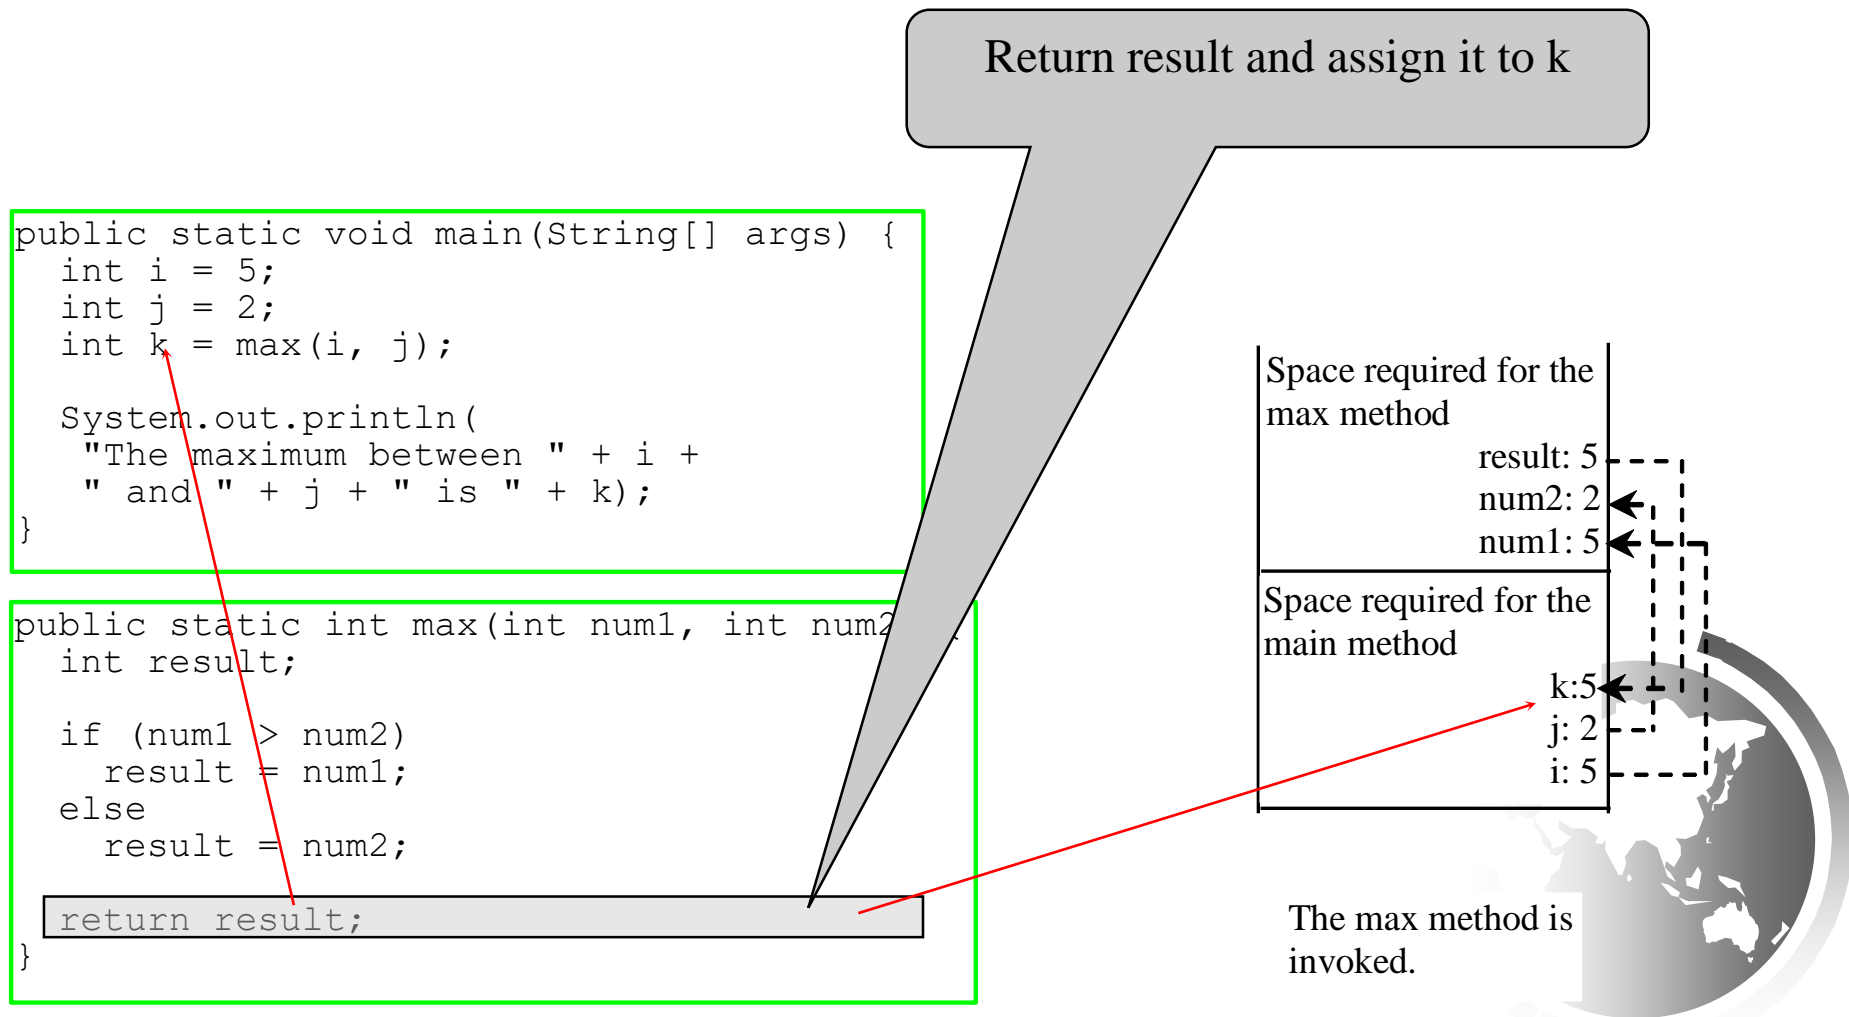 Return result and assign it to k
public static void main(String[] args) {
  int i = 5;
  int j = 2;
  int k = max(i, j);
  System.out.println(
   "The maximum between " + i +
   " and " + j + " is " + k);
}
public static int max(int num1, int num2 {
  int result;
  if (num1 > num2)
    result = num1;
  else
    result = num2;
  return result;
}
Space required for the
max method
result: 5
num2: 2
num1: 5
Space required for the
main method
k:5
j: 2
i: 5
The max method is
invoked.